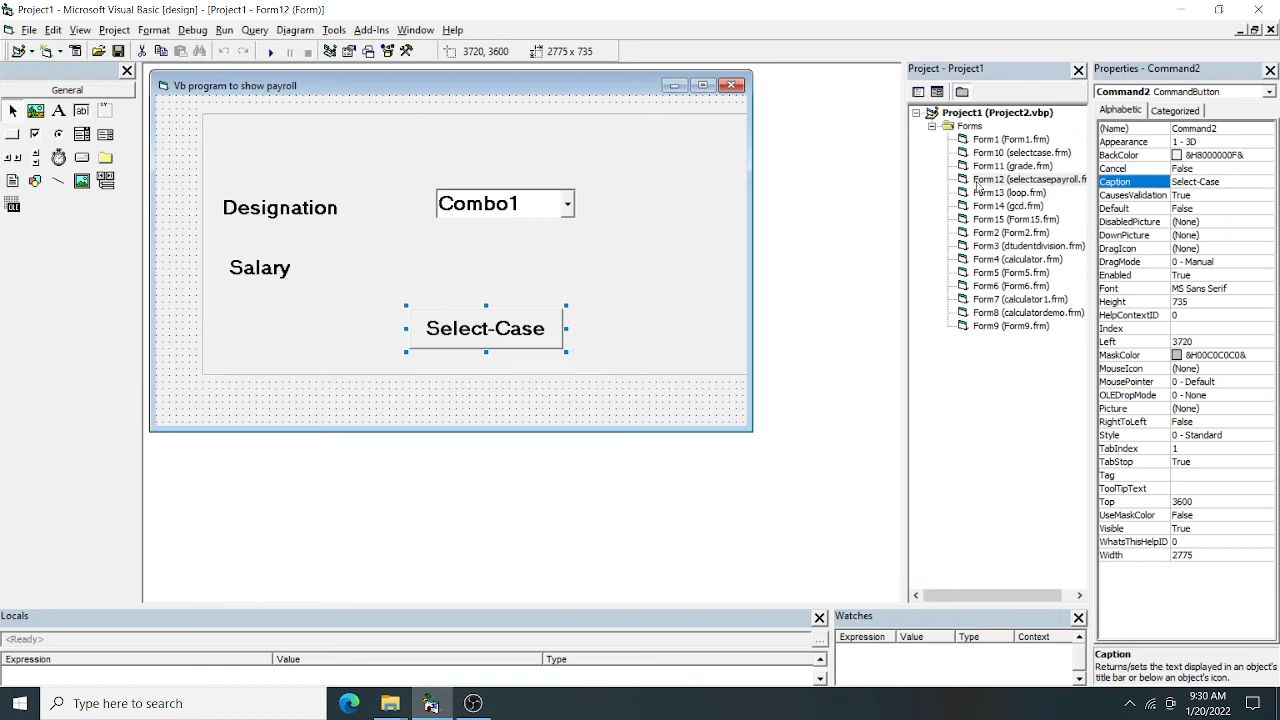 Project1 - Microsoft Visual Basic [design] - [Project1 - Form12 (Form)]
File Edit View Project Format Debug Run Query Diagram Tools Add-Ins Window Help
3720, 3600 2775 x 735
General
Vb program to show payroll
Designation
Combo1
Salary
Select-Case
Project - Project1
Project1 (Project2.vbp)
Forms
Form1 (Form1.frm)
Form10 (selectcase.frm)
Form11 (grade.frm)
Form12 (selectcasepayroll.fr
Form13 (loop.frm)
Form14 (gcd.frm)
Form15 (Form15.frm)
Form2 (Form2.frm)
Form3 (dtudentdivision.frm)
Form4 (calculator.frm)
Form5 (Form5.frm)
Form6 (Form6.frm)
Form7 (calculator1.frm)
Form8 (calculatordemo.frm)
Form9 (Form9.frm)
Properties - Command2
Command2 CommandButton
Alphabetic Categorized
(Name) Command2
Appearance 1 - 3D
BackColor &H8000000F&
Cancel False
Caption Select-Case
CausesValidation True
Default False
DisabledPicture (None)
DownPicture (None)
DragIcon (None)
DragMode 0 - Manual
Enabled True
Font MS Sans Serif
Height 735
HelpContextID 0
Index
Left 3720
MaskColor &H00C0C0C0&
MouseIcon (None)
MousePointer 0 - Default
OLEDropMode 0 - None
Picture (None)
RightToLeft False
Style 0 - Standard
TabIndex 1
TabStop True
Tag
ToolTipText
Top 3600
UseMaskColor False
Visible True
WhatsThisHelpID 0
Width 2775
Caption
Returns/sets the text displayed in an object's title bar or below an object's icon.
Locals
<Ready>
...
Expression Value Type
Watches
Expression Value Type Context
Type here to search
9:30 AM
1/20/2022